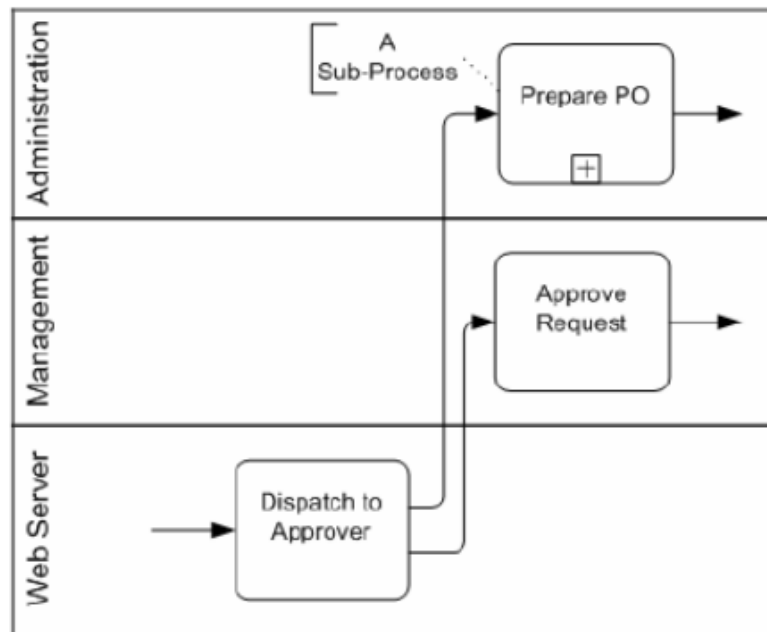 Administration
A
Sub-Process
Prepare PO
Management
Approve
Request
Web Server
Dispatch to
Approver